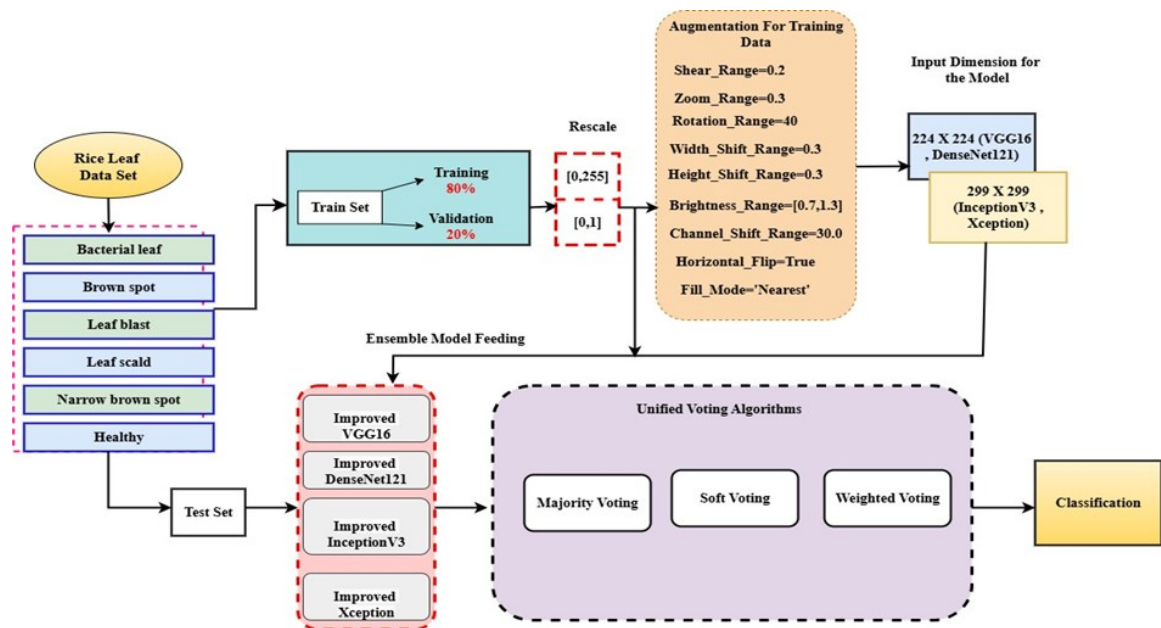 Rice Leaf
Data Set
Bacterial leaf
Brown spot
Leaf blast
Leaf scald
Narrow brown spot
Healthy
Train Set
Training
80%
Validation
20%
Test Set
Rescale
[0,255]
[0,1]
Augmentation For Training
Data
Shear_Range=0.2
Zoom_Range=0.3
Rotation_Range=40
Width_Shift_Range=0.3
Height_Shift_Range=0.3
Brightness_Range=[0.7,1.3]
Channel_Shift_Range=30.0
Horizontal_Flip=True
Fill_Mode='Nearest'
Input Dimension for
the Model
224 X 224 (VGG16
, DenseNet121)
299 X 299
(InceptionV3 ,
Xception)
Ensemble Model Feeding
Improved
VGG16
Improved
DenseNet121
Improved
InceptionV3
Improved
Xception
Unified Voting Algorithms
Majority Voting
Soft Voting
Weighted Voting
Classification